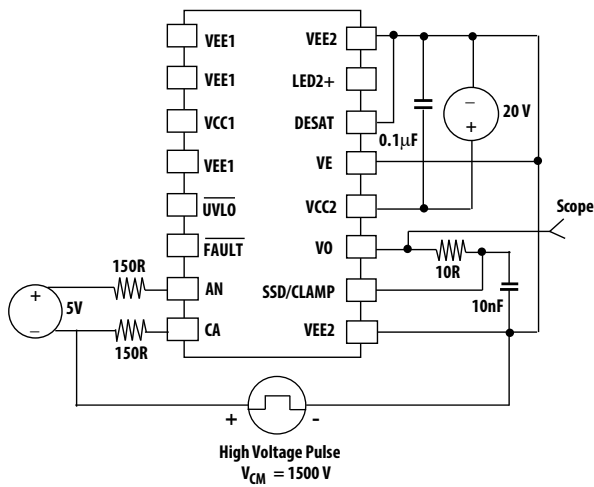 VEE1
VEE2
VEE1
LED2+
VCC1
DESAT
0.1µF
20 V
VEE1
VE
UVLO
VCC2
Scope
FAULT
VO
10R
150R
AN
SSD/CLAMP
10nF
5V
150R
CA
VEE2
+
−
−
+
+
-
High Voltage Pulse
VCM = 1500 V